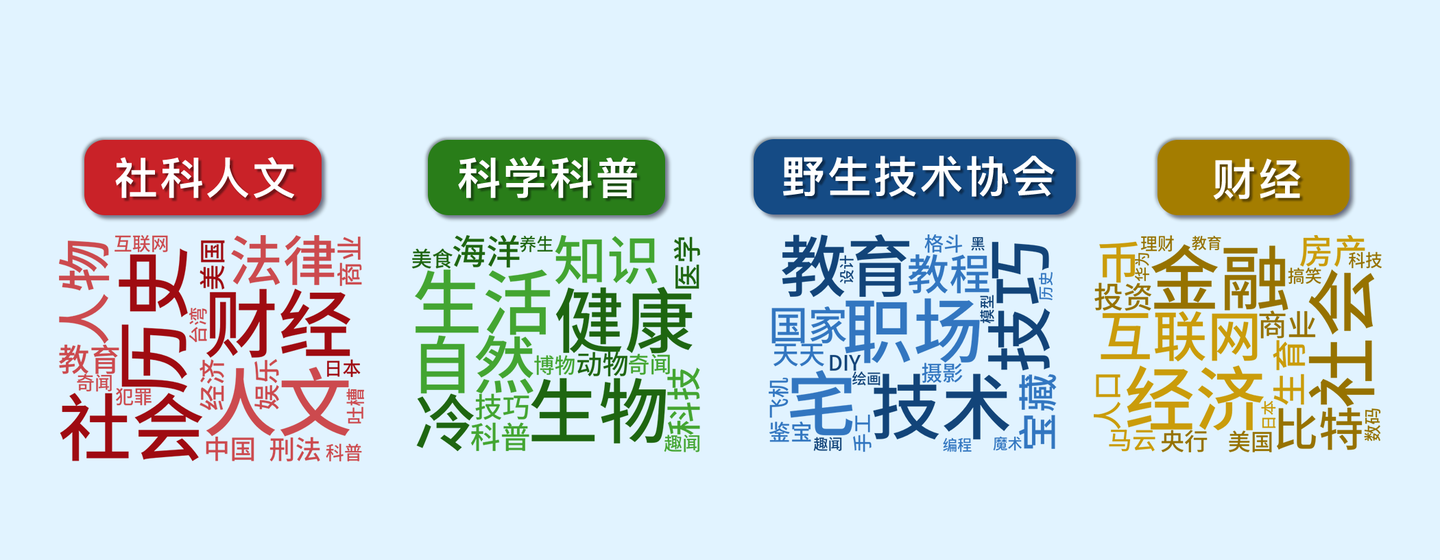 社科人文
人物
互联网
历史
美国
法律
商业
台湾
财经
教育
奇闻
犯罪
经济
娱乐
人文
日本
吐槽
社会
中国
刑法
科普
科学科普
美食
海洋
养生
知识
医学
生活
健康
自然
博物
动物
奇闻
冷
技巧
科普
生物
科技
趣闻
野生技术协会
教育
设计
格斗
黑
教程
技巧
历史
国家
职场
模型
天天
DIY
绘画
摄影
飞机
宅
技术
宝藏
鉴宝
趣闻
手工
编程
魔术
财经
币
理财
华为
教育
金融
房产
科技
搞笑
投资
社会
互联网
商业
生育
人口
经济
日本
比特
数码
马云
央行
美国